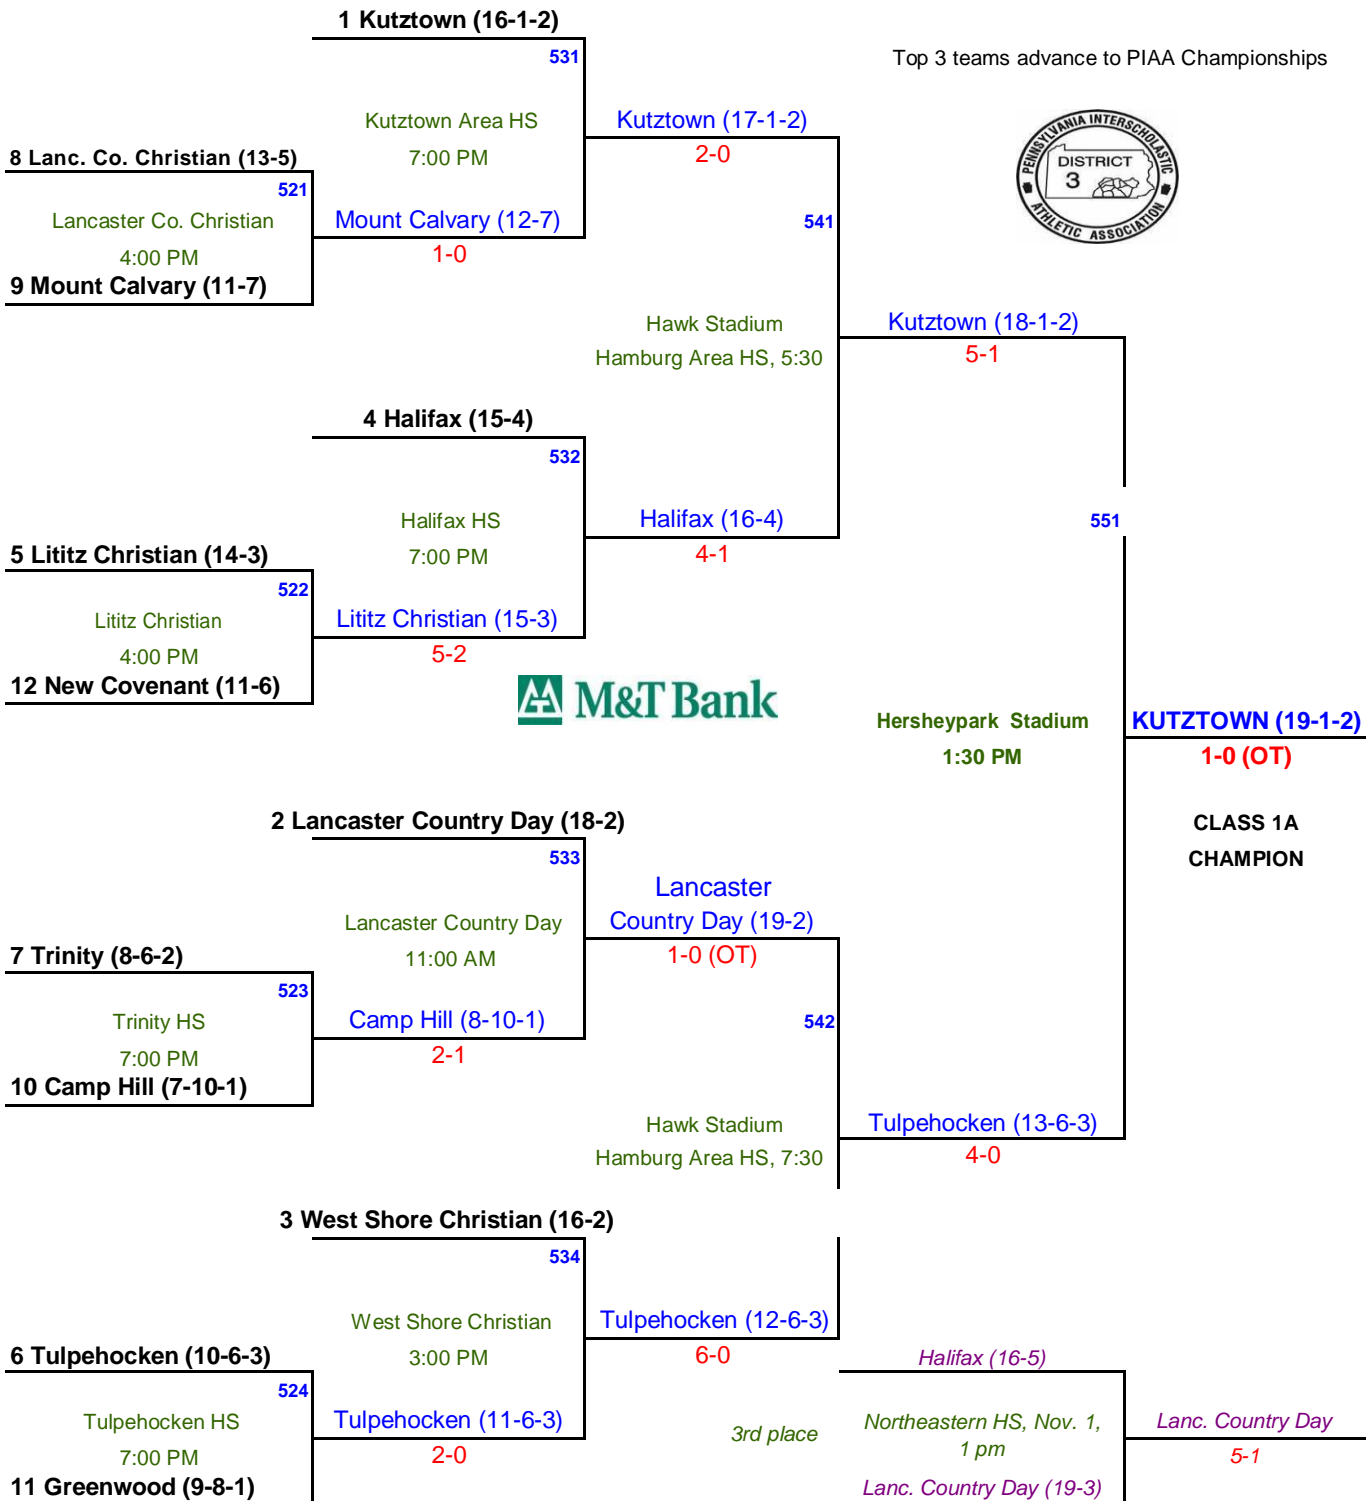 1 Kutztown (16-1-2)
531
Top 3 teams advance to PIAA Championships
Kutztown Area HS
7:00 PM
Kutztown (17-1-2)
2-0
PENNSYLVANIA INTERSCHOLASTIC
DISTRICT
3
ATHLETIC ASSOCIATION
8 Lanc. Co. Christian (13-5)
521
Lancaster Co. Christian
4:00 PM
9 Mount Calvary (11-7)
Mount Calvary (12-7)
1-0
541
Hawk Stadium
Hamburg Area HS, 5:30
Kutztown (18-1-2)
5-1
4 Halifax (15-4)
532
Halifax HS
7:00 PM
Halifax (16-4)
4-1
551
5 Lititz Christian (14-3)
522
Lititz Christian
4:00 PM
12 New Covenant (11-6)
Lititz Christian (15-3)
5-2
M&T Bank
Hersheypark Stadium
1:30 PM
KUTZTOWN (19-1-2)
1-0 (OT)
CLASS 1A
CHAMPION
2 Lancaster Country Day (18-2)
533
Lancaster Country Day
11:00 AM
Lancaster
Country Day (19-2)
1-0 (OT)
7 Trinity (8-6-2)
523
Trinity HS
7:00 PM
10 Camp Hill (7-10-1)
Camp Hill (8-10-1)
2-1
542
Hawk Stadium
Hamburg Area HS, 7:30
Tulpehocken (13-6-3)
4-0
3 West Shore Christian (16-2)
534
West Shore Christian
3:00 PM
Tulpehocken (12-6-3)
6-0
6 Tulpehocken (10-6-3)
524
Tulpehocken HS
7:00 PM
11 Greenwood (9-8-1)
Tulpehocken (11-6-3)
2-0
3rd place
Halifax (16-5)
Northeastern HS, Nov. 1,
1 pm
Lanc. Country Day (19-3)
Lanc. Country Day
5-1